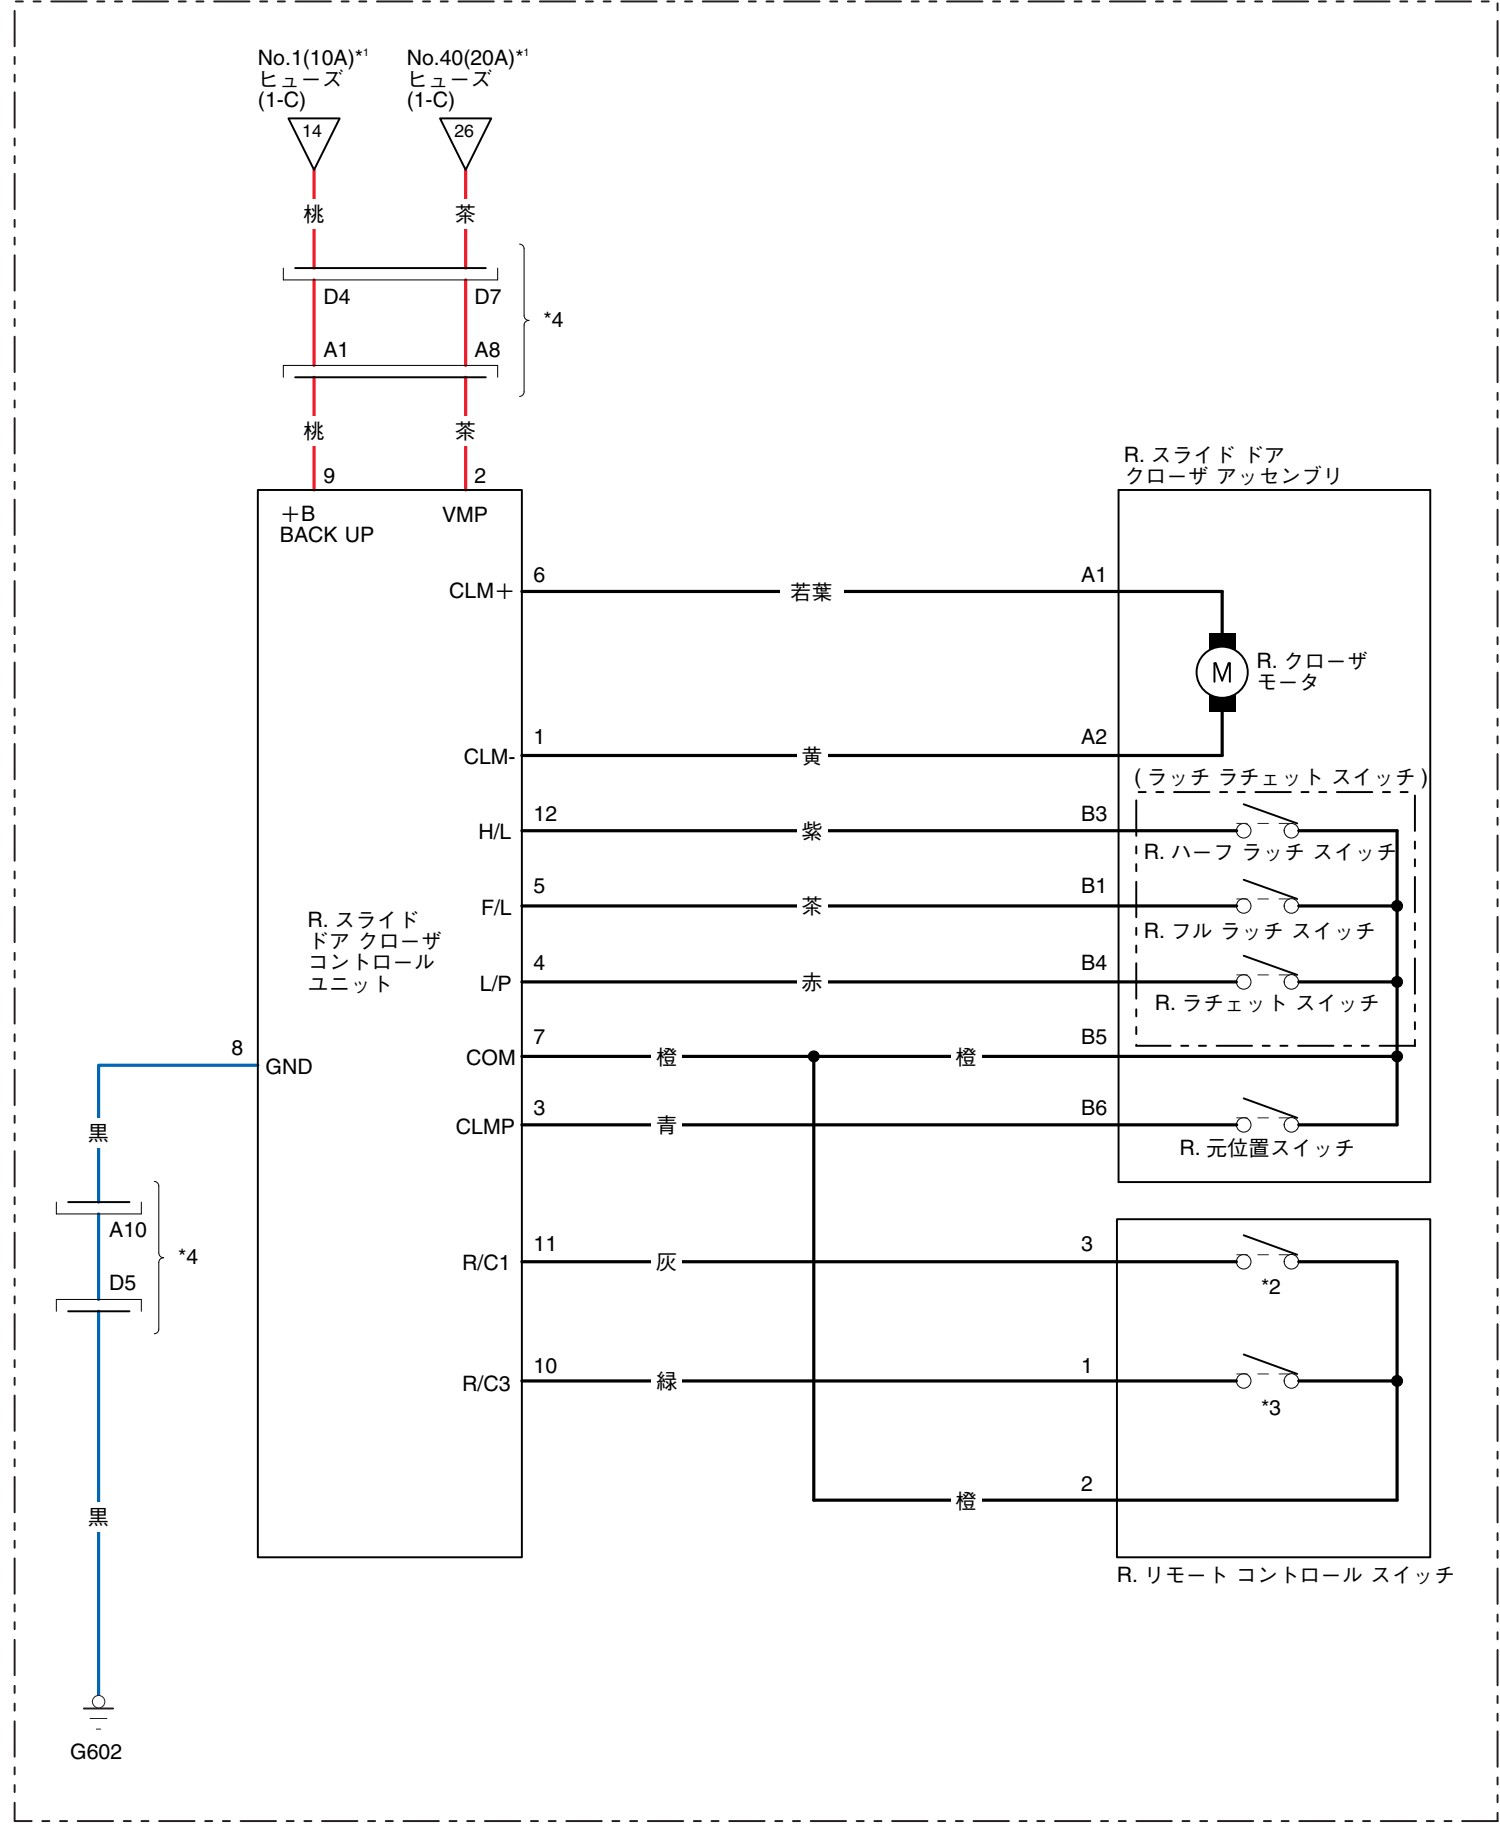 No.1(10A)*1
ヒューズ
(1-C)
No.40(20A)*1
ヒューズ
(1-C)
14
26
桃
茶
D4
D7
*4
A1
A8
桃
茶
9
2
+B
BACK UP
VMP
R. スライド ドア
クローザ アッセンブリ
CLM+
6
若葉
A1
M
R. クローザ
モータ
CLM-
1
黄
A2
(ラッチ ラチェット スイッチ)
H/L
12
紫
B3
R. ハーフ ラッチ スイッチ
F/L
5
茶
B1
R. フル ラッチ スイッチ
R. スライド
ドア クローザ
コントロール
ユニット
L/P
4
赤
B4
R. ラチェット スイッチ
COM
7
橙
橙
B5
8
GND
CLMP
3
青
B6
R. 元位置スイッチ
黒
A10
*4
D5
R/C1
11
灰
3
*2
R/C3
10
緑
1
*3
橙
2
黒
R. リモート コントロール スイッチ
G602